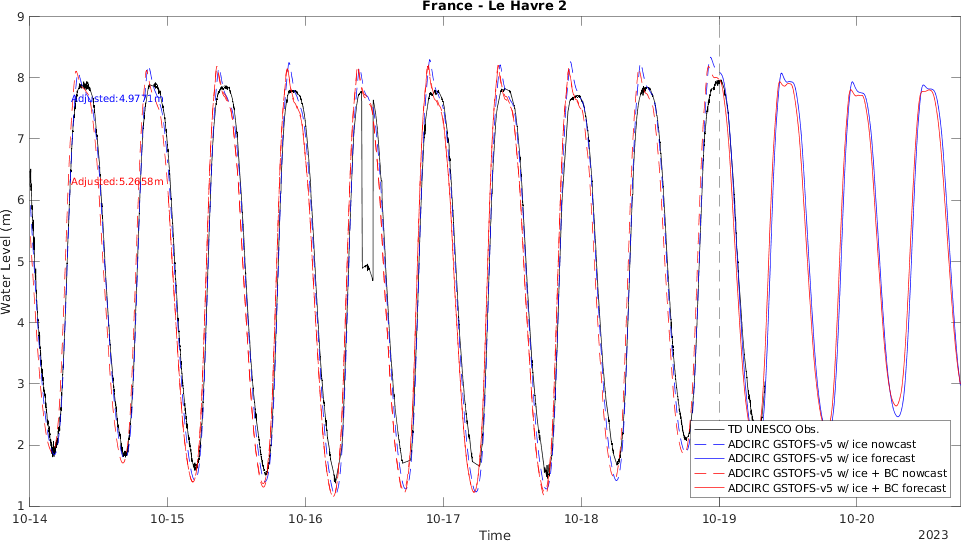 France - Le Havre 2
9
8
7
6
5
4
3
2
1
Water Level (m)
Adjusted:4.9771m
Adjusted:5.2658m
TD UNESCO Obs.
ADCIRC GSTOFS-v5 w/ ice nowcast
ADCIRC GSTOFS-v5 w/ ice forecast
ADCIRC GSTOFS-v5 w/ ice + BC nowcast
ADCIRC GSTOFS-v5 w/ ice + BC forecast
10-14
10-15
10-16
10-17
10-18
10-19
10-20
Time
2023